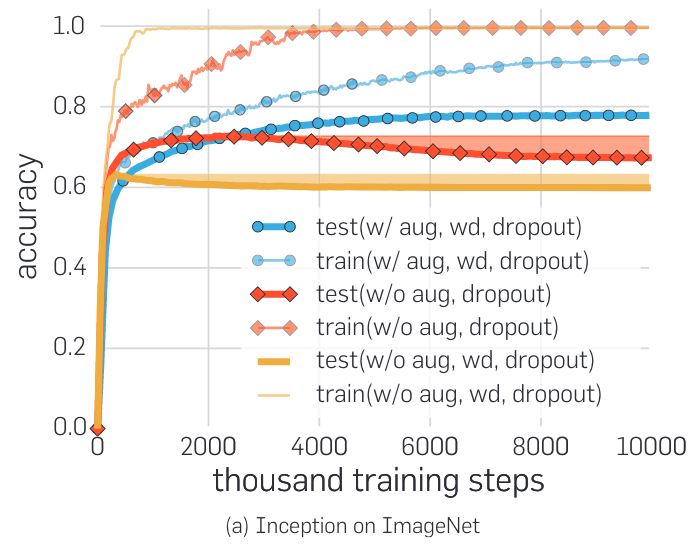 1.0
0.8
0.6
0.4
0.2
0.0
accuracy
test(w/ aug, wd, dropout)
train(w/ aug, wd, dropout)
test(w/o aug, dropout)
train(w/o aug, dropout)
test(w/o aug, wd, dropout)
train(w/o aug, wd, dropout)
0 2000 4000 6000 8000 10000
thousand training steps
(a) Inception on ImageNet